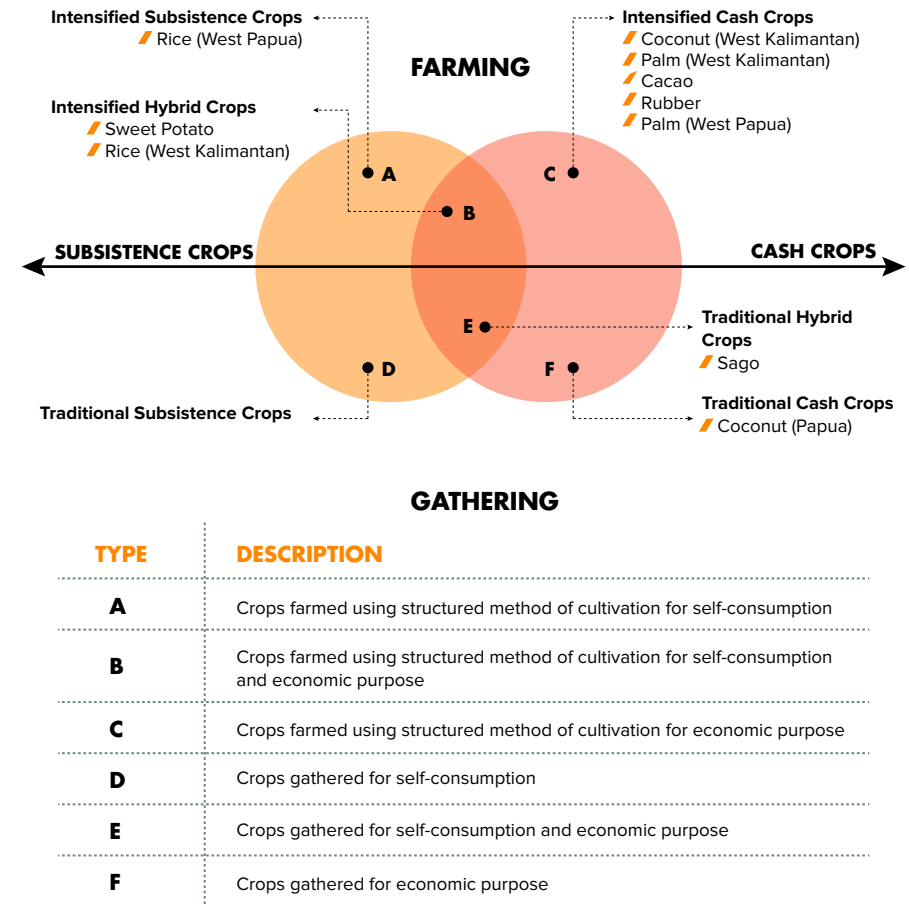 Intensified Subsistence Crops
Rice (West Papua)
Intensified Cash Crops
Coconut (West Kalimantan)
Palm (West Kalimantan)
Cacao
Rubber
Palm (West Papua)
FARMING
Intensified Hybrid Crops
Sweet Potato
Rice (West Kalimantan)
A
C
B
SUBSISTENCE CROPS
CASH CROPS
E
D
F
Traditional Hybrid
Crops
Sago
Traditional Subsistence Crops
Traditional Cash Crops
Coconut (Papua)
GATHERING
TYPE DESCRIPTION
A Crops farmed using structured method of cultivation for self-consumption
B Crops farmed using structured method of cultivation for self-consumption
and economic purpose
C Crops farmed using structured method of cultivation for economic purpose
D Crops gathered for self-consumption
E Crops gathered for self-consumption and economic purpose
F Crops gathered for economic purpose